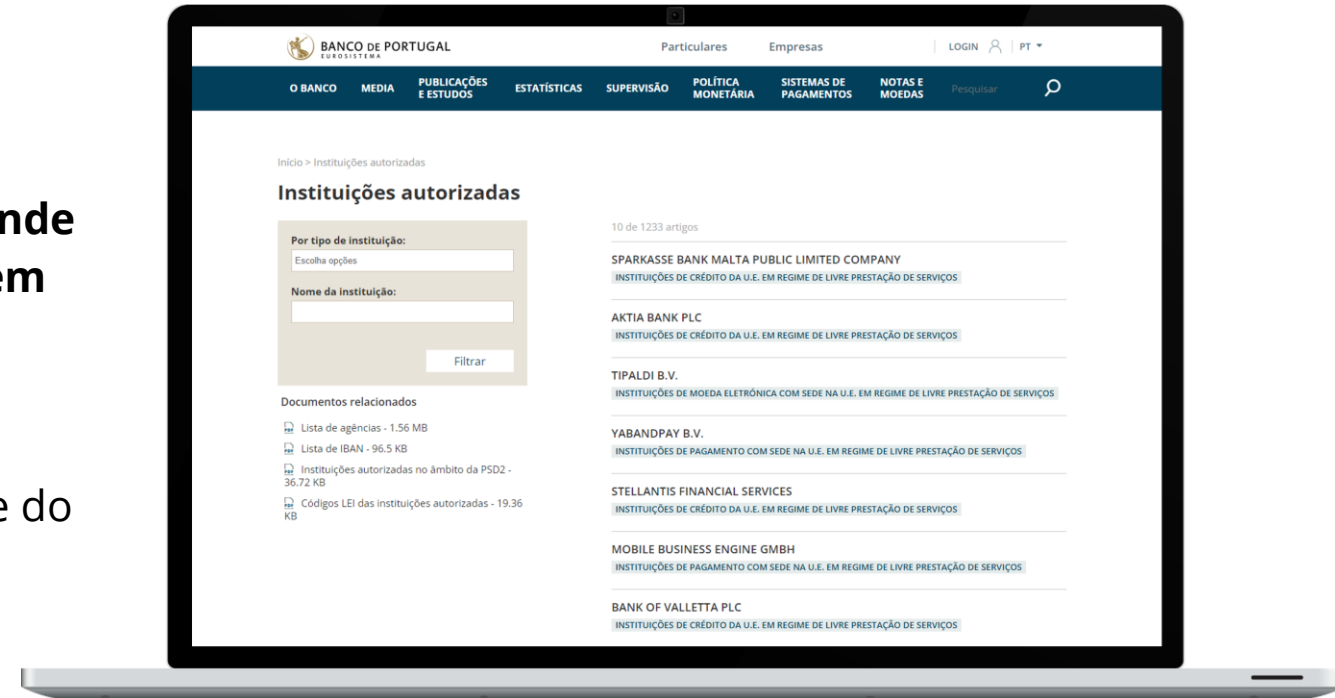 BANCO DE PORTUGAL
EUROSISTEMA
Particulares Empresas
LOGIN PT
O BANCO MEDIA PUBLICAÇÕES E ESTUDOS ESTATÍSTICAS SUPERVISÃO POLÍTICA MONETÁRIA SISTEMAS DE PAGAMENTOS NOTAS E MOEDAS Pesquisar
Início > Instituições autorizadas
Instituições autorizadas
nde
em
e do
Por tipo de instituição:
Escolha opções
Nome da instituição:
Filtrar
Documentos relacionados
Lista de agências - 1.56 MB
Lista de IBAN - 96.5 KB
Instituições autorizadas no âmbito da PSD2 -
36.72 KB
Códigos LEI das instituições autorizadas - 19.36
KB
10 de 1233 artigos
SPARKASSE BANK MALTA PUBLIC LIMITED COMPANY
INSTITUIÇÕES DE CRÉDITO DA U.E. EM REGIME DE LIVRE PRESTAÇÃO DE SERVIÇOS
AKTIA BANK PLC
INSTITUIÇÕES DE CRÉDITO DA U.E. EM REGIME DE LIVRE PRESTAÇÃO DE SERVIÇOS
TIPALDI B.V.
INSTITUIÇÕES DE MOEDA ELETRÓNICA COM SEDE NA U.E. EM REGIME DE LIVRE PRESTAÇÃO DE SERVIÇOS
YABANDPAY B.V.
INSTITUIÇÕES DE PAGAMENTO COM SEDE NA U.E. EM REGIME DE LIVRE PRESTAÇÃO DE SERVIÇOS
STELLANTIS FINANCIAL SERVICES
INSTITUIÇÕES DE CRÉDITO DA U.E. EM REGIME DE LIVRE PRESTAÇÃO DE SERVIÇOS
MOBILE BUSINESS ENGINE GMBH
INSTITUIÇÕES DE PAGAMENTO COM SEDE NA U.E. EM REGIME DE LIVRE PRESTAÇÃO DE SERVIÇOS
BANK OF VALLETTA PLC
INSTITUIÇÕES DE CRÉDITO DA U.E. EM REGIME DE LIVRE PRESTAÇÃO DE SERVIÇOS